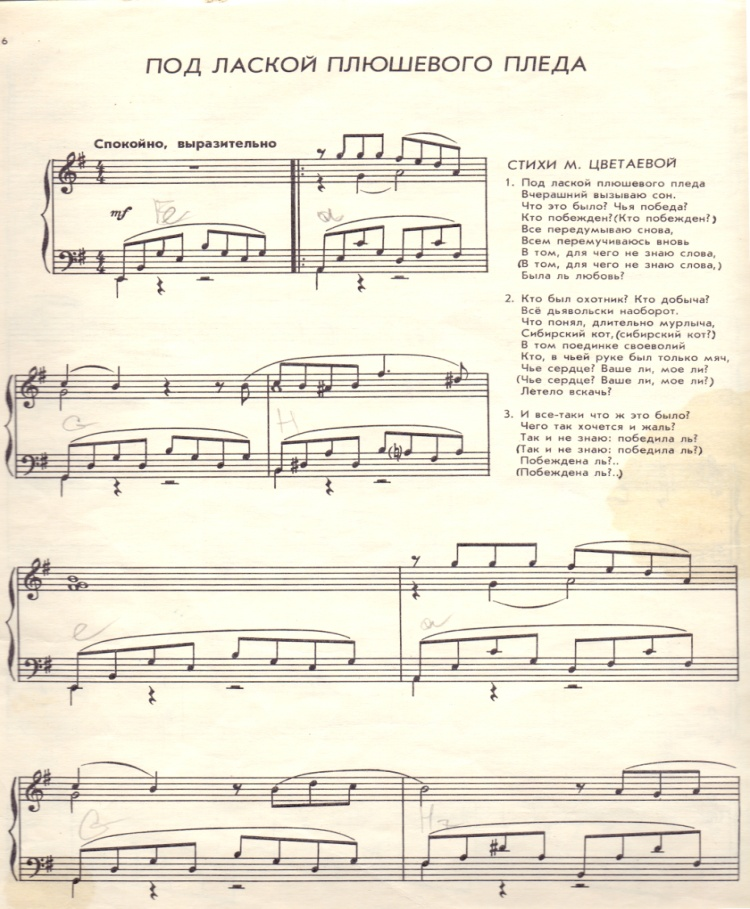 6
ПОД ЛАСКОЙ ПЛЮШЕВОГО ПЛЕДА
Спокойно, выразительно
mf
СТИХИ М. ЦВЕТАЕВОЙ
1. Под лаской плюшевого пледа
Вчерашний вызываю сон.
Что это было? Чья победа?
Кто побежден?(Кто побежден?)
Все передумываю снова,
Всем перемучиваюсь вновь
В том, для чего не знаю слова,
(В том, для чего не знаю слова,)
Была ль любовь?
2. Кто был охотник? Кто добыча?
Всё дьявольски наоборот.
Что понял, длительно мурлыча,
Сибирский кот,(сибирский кот?)
В том поединке своеволий
Кто, в чьей руке был только мяч,
Чье сердце? Ваше ли, мое ли?
(Чье сердце? Ваше ли, мое ли?)
Летело вскачь?
3. И все-таки что ж это было?
Чего так хочется и жаль?
Так и не знаю: победила ль?
(Так и не знаю: победила ль?)
Побеждена ль?..
(Побеждена ль?..)
a
G
H
e
a
G